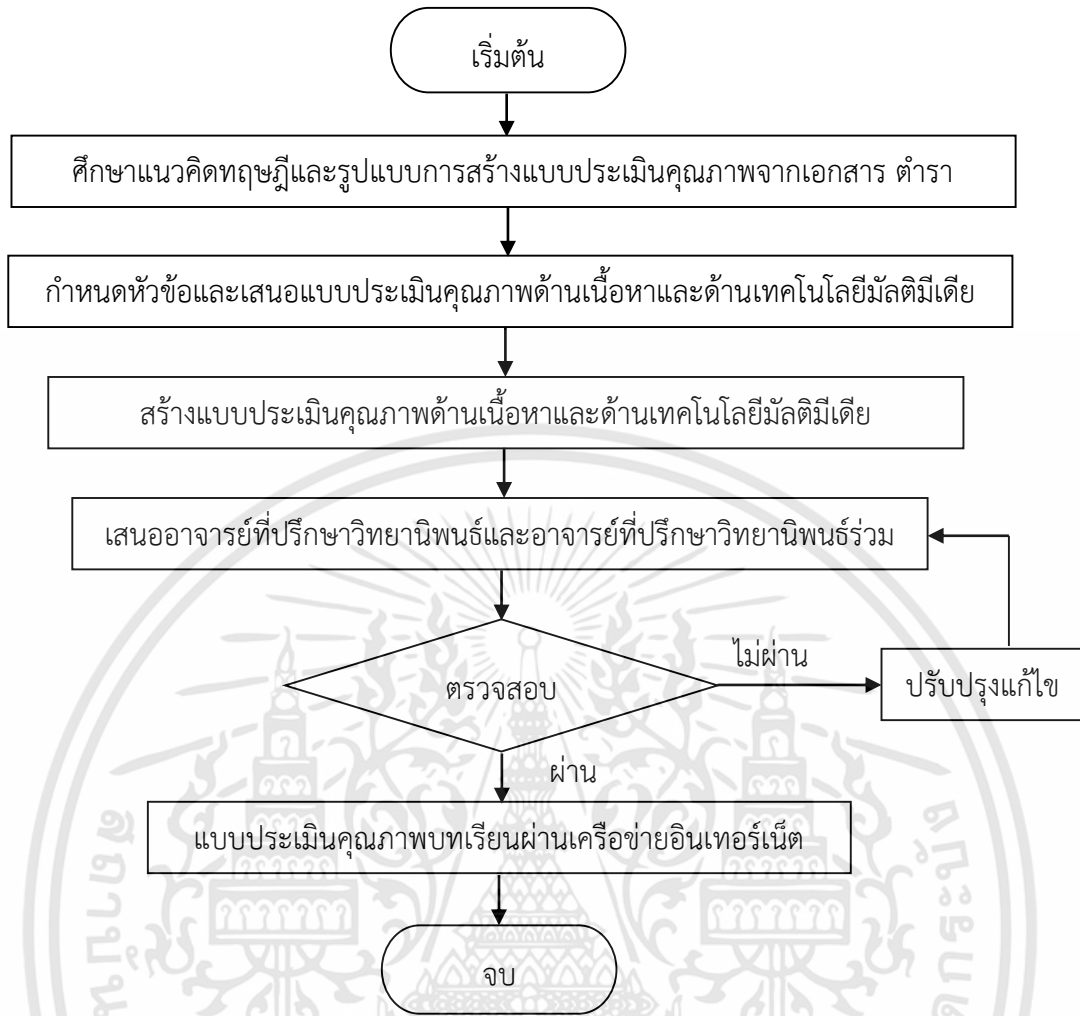 เริ่มต้น
ศึกษาแนวคิดทฤษฎีและรูปแบบการสร้างแบบประเมินคุณภาพจากเอกสาร ตำรา
กำหนดหัวข้อและเสนอแบบประเมินคุณภาพด้านเนื้อหาและด้านเทคโนโลยีมัลติมีเดีย
สร้างแบบประเมินคุณภาพด้านเนื้อหาและด้านเทคโนโลยีมัลติมีเดีย
เสนออาจารย์ที่ปรึกษาวิทยานิพนธ์และอาจารย์ที่ปรึกษาวิทยานิพนธ์ร่วม
ตรวจสอบ
ไม่ผ่าน
ปรับปรุงแก้ไข
ผ่าน
แบบประเมินคุณภาพบทเรียนผ่านเครือข่ายอินเทอร์เน็ต
จบ